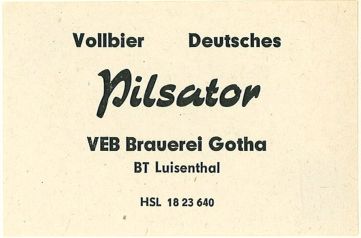 Vollbier Deutsches
Pilsator
VEB Brauerei Gotha
BT Luisenthal
HSL 18 23 640